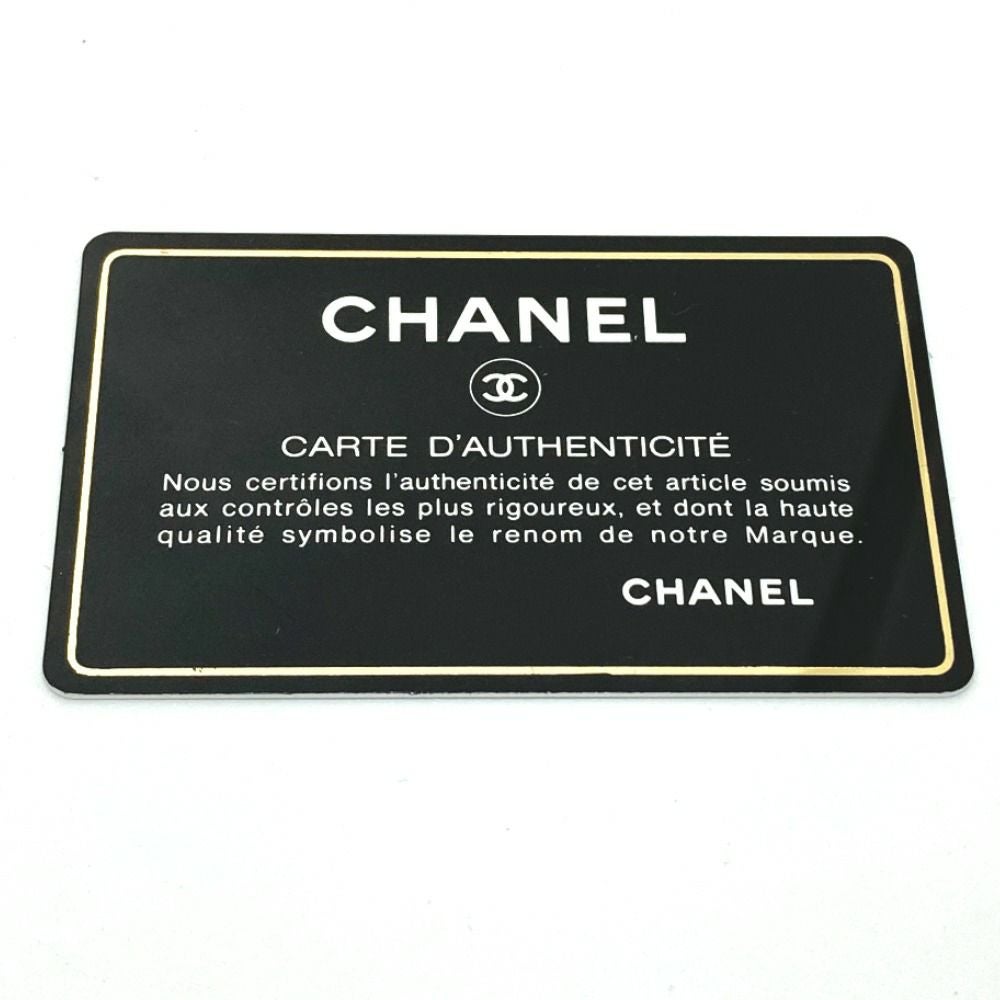 CHANEL
CARTE D'AUTHENTICITÉ
Nous certifions l'authenticité de cet article soumis
aux contrôles les plus rigoureux, et dont la haute
qualité symbolise le renom de notre Marque.
CHANEL